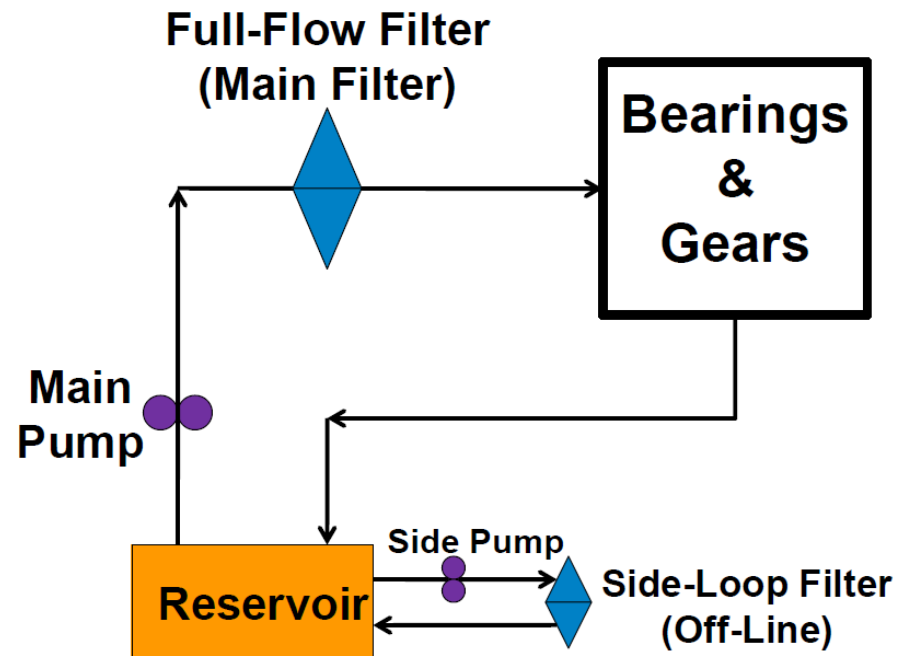 Full-Flow Filter
(Main Filter)
Bearings
&
Gears
Main
Pump
Side Pump
Reservoir
Side-Loop Filter
(Off-Line)